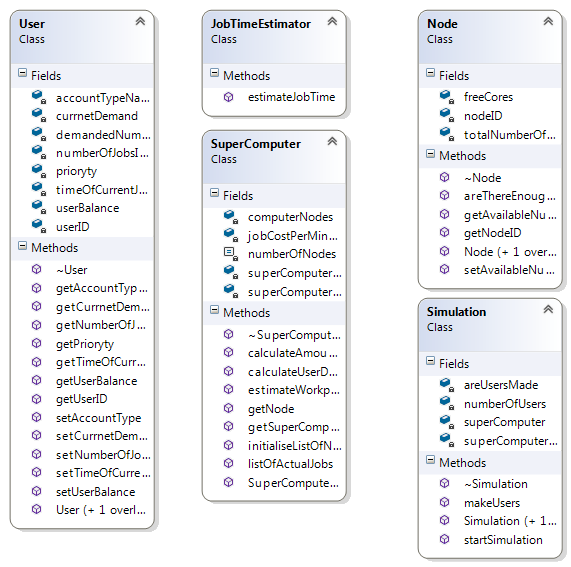 User
Class
Fields
accountTypeNa...
currnetDemand
demandedNum...
numberOfJobsI...
prioryty
timeOfCurrentJ...
userBalance
userID
Methods
~User
getAccountTyp...
getCurrnetDem...
getNumberOfJ...
getPrioryty
getTimeOfCurr...
getUserBalance
getUserID
setAccountType
setCurrnetDem...
setNumberOfJo...
setTimeOfCurre...
setUserBalance
User (+ 1 overl...
JobTimeEstimator
Class
Methods
estimateJobTime
SuperComputer
Class
Fields
computerNodes
jobCostPerMin...
numberOfNodes
superComputer...
superComputer...
Methods
~SuperComput...
calculateAmou...
calculateUserD...
estimateWorkp...
getNode
getSuperComp...
initialiseListOfN...
listOfActualJobs
SuperCompute...
Node
Class
Fields
freeCores
nodeID
totalNumberOf...
Methods
~Node
areThereEnoug...
getAvailableNu...
getNodeID
Node (+ 1 over...
setAvailableNu...
Simulation
Class
Fields
areUsersMade
numberOfUsers
superComputer
superComputer...
Methods
~Simulation
makeUsers
Simulation (+ 1...
startSimulation